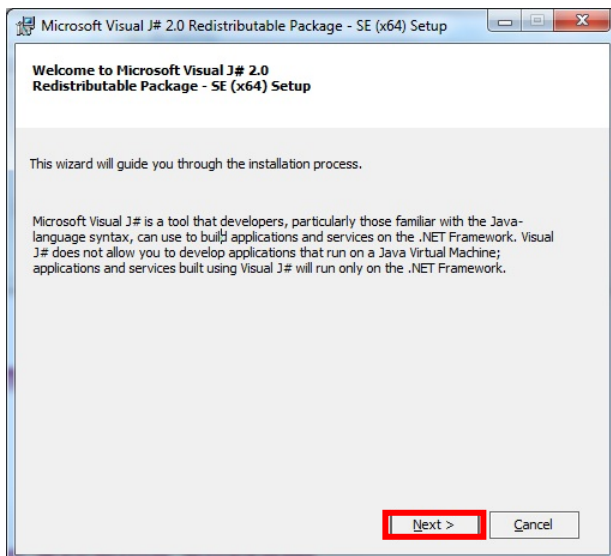 Microsoft Visual J# 2.0 Redistributable Package - SE (x64) Setup
Welcome to Microsoft Visual J# 2.0
Redistributable Package - SE (x64) Setup
This wizard will guide you through the installation process.
Microsoft Visual J# is a tool that developers, particularly those familiar with the Java-
language syntax, can use to build applications and services on the .NET Framework. Visual
J# does not allow you to develop applications that run on a Java Virtual Machine;
applications and services built using Visual J# will run only on the .NET Framework.
Next > Cancel